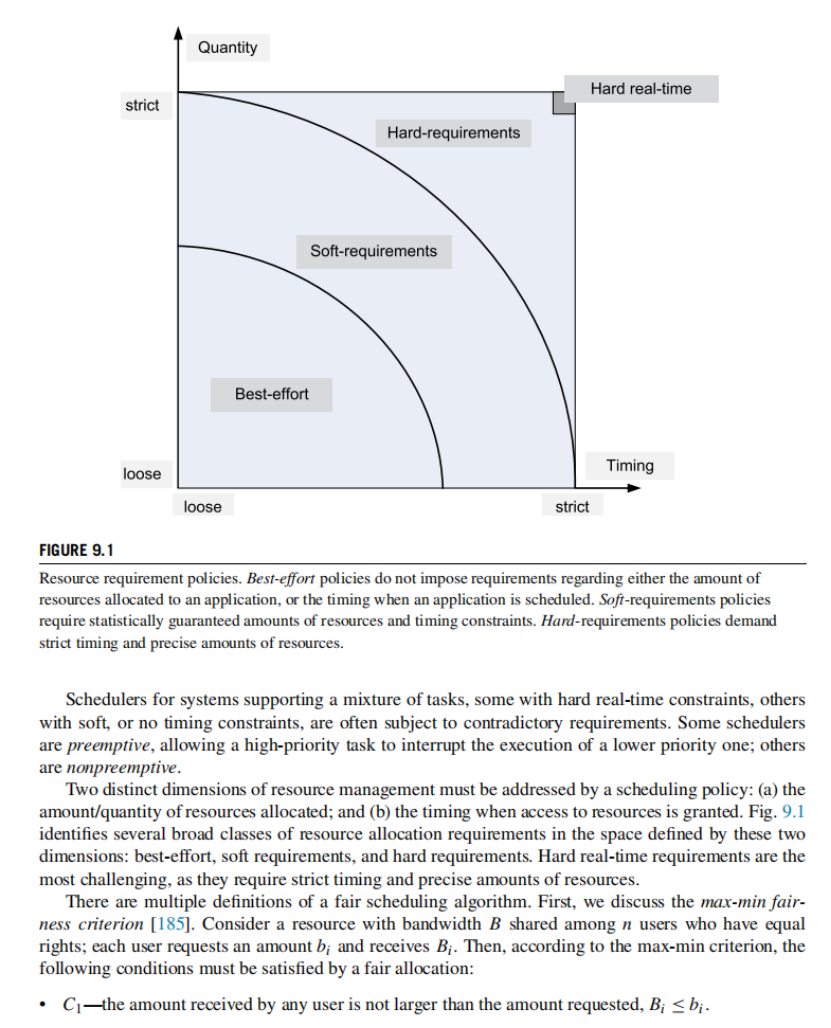 Quantity
Hard real-time
strict
Hard-requirements
Soft-requirements
Best-effort
loose
Timing
loose
strict
FIGURE 9.1
Resource requirement policies. Best-effort policies do not impose requirements regarding either the amount of
resources allocated to an application, or the timing when an application is scheduled. Soft-requirements policies
require statistically guaranteed amounts of resources and timing constraints. Hard-requirements policies demand
strict timing and precise amounts of resources.
Schedulers for systems supporting a mixture of tasks, some with hard real-time constraints, others
with soft, or no timing constraints, are often subject to contradictory requirements. Some schedulers
are preemptive, allowing a high-priority task to interrupt the execution of a lower priority one; others
are nonpreemptive.
Two distinct dimensions of resource management must be addressed by a scheduling policy: (a) the
amount/quantity of resources allocated; and (b) the timing when access to resources is granted. Fig. 9.1
identifies several broad classes of resource allocation requirements in the space defined by these two
dimensions: best-effort, soft requirements, and hard requirements. Hard real-time requirements are the
most challenging, as they require strict timing and precise amounts of resources.
There are multiple definitions of a fair scheduling algorithm. First, we discuss the max-min fair-
ness criterion [185]. Consider a resource with bandwidth B shared among n users who have equal
rights; each user requests an amount bᵢ and receives Bᵢ. Then, according to the max-min criterion, the
following conditions must be satisfied by a fair allocation:
• C₁—the amount received by any user is not larger than the amount requested, Bᵢ ≤ bᵢ.